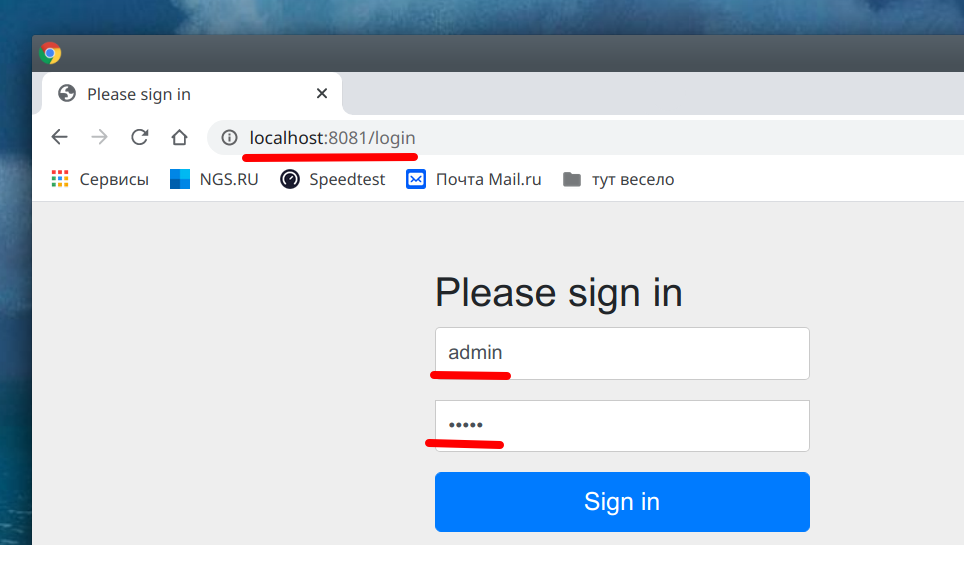 Please sign in
localhost:8081/login
Сервисы NGS.RU Speedtest Почта Mail.ru тут весело
Please sign in
admin
•••••
Sign in